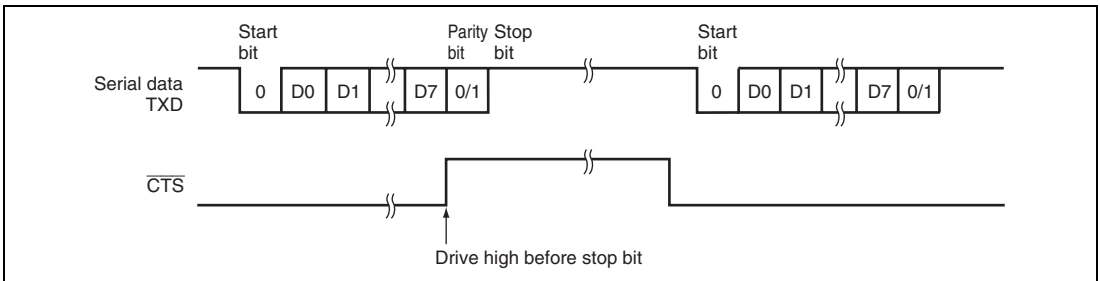 Start
bit
Parity
bit
Stop
bit
Start
bit
Serial data
TXD
0 D0 D1 D7 0/1 0 D0 D1 D7 0/1
CTS
Drive high before stop bit